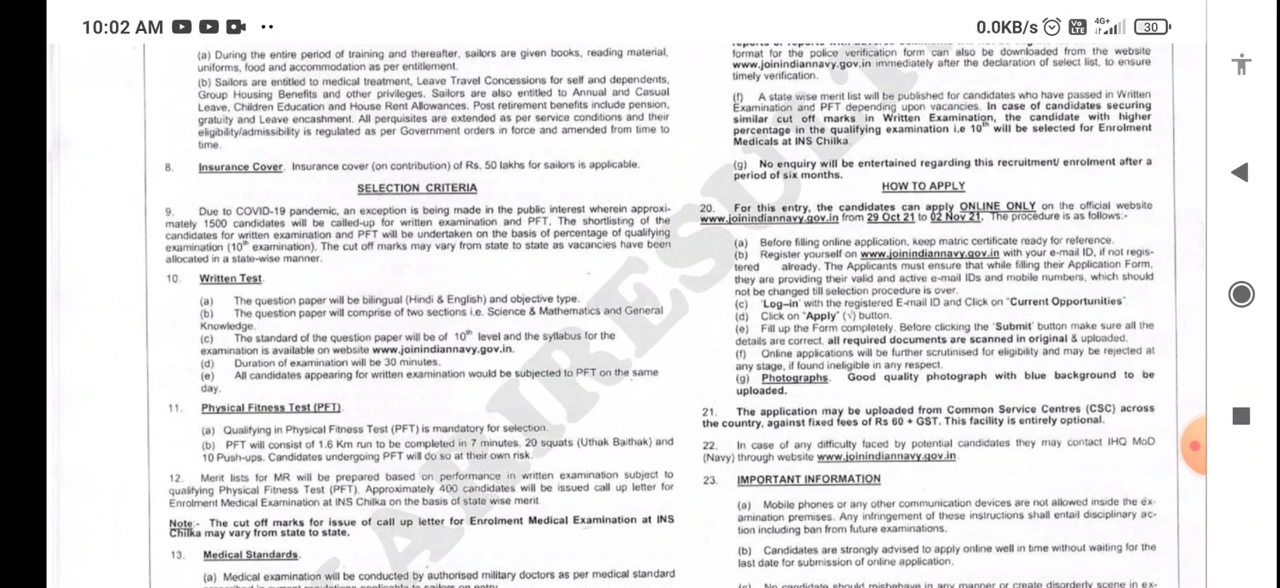 10:02 AM
0.0KB/s
Vo LTE
4G+
30
(a) During the entire period of training and thereafter, sailors are given books, reading material,
uniforms, food and accommodation as per entitlement.
(b) Sailors are entitled to medical treatment, Leave Travel Concessions for self and dependents,
Group Housing Benefits and other privileges. Sailors are also entitled to Annual and Casual
Leave, Children Education and House Rent Allowances. Post retirement benefits include pension,
gratuity and Leave encashment. All perquisites are extended as per service conditions and their
eligibility/admissibility is regulated as per Government orders in force and amended from time to
time.
8. Insurance Cover. Insurance cover (on contribution) of Rs. 50 lakhs for sailors is applicable.
SELECTION CRITERIA
9. Due to COVID-19 pandemic, an exception is being made in the public interest wherein approxi-
mately 1500 candidates will be called-up for written examination and PFT. The shortlisting of the
candidates for written examination and PFT will be undertaken on the basis of percentage of qualifying
examination (10th examination). The cut off marks may vary from state to state as vacancies have been
allocated in a state-wise manner.
10. Written Test.
(a) The question paper will be bilingual (Hindi & English) and objective type.
(b) The question paper will comprise of two sections i.e. Science & Mathematics and General
Knowledge.
(c) The standard of the question paper will be of 10th level and the syllabus for the
examination is available on website www.joinindiannavy.gov.in.
(d) Duration of examination will be 30 minutes.
(e) All candidates appearing for written examination would be subjected to PFT on the same
day.
11. Physical Fitness Test (PFT).
(a) Qualifying in Physical Fitness Test (PFT) is mandatory for selection.
(b) PFT will consist of 1.6 Km run to be completed in 7 minutes, 20 squats (Uthak Baithak) and
10 Push-ups. Candidates undergoing PFT will do so at their own risk.
12. Merit lists for MR will be prepared based on performance in written examination subject to
qualifying Physical Fitness Test (PFT). Approximately 400 candidates will be issued call up letter for
Enrolment Medical Examination at INS Chilka on the basis of state wise merit.
Note:- The cut off marks for issue of call up letter for Enrolment Medical Examination at INS
Chilka may vary from state to state.
13. Medical Standards.
(a) Medical examination will be conducted by authorised military doctors as per medical standard
format for the police verification form can also be downloaded from the website
www.joinindiannavy.gov.in immediately after the declaration of select list, to ensure
timely verification.
(f) A state wise merit list will be published for candidates who have passed in Written
Examination and PFT depending upon vacancies. In case of candidates securing
similar cut off marks in Written Examination, the candidate with higher
percentage in the qualifying examination i.e 10th will be selected for Enrolment
Medicals at INS Chilka.
(g) No enquiry will be entertained regarding this recruitment/ enrolment after a
period of six months.
HOW TO APPLY
20. For this entry, the candidates can apply ONLINE ONLY on the official website
www.joinindiannavy.gov.in from 29 Oct 21 to 02 Nov 21. The procedure is as follows:-
(a) Before filling online application, keep matric certificate ready for reference.
(b) Register yourself on www.joinindiannavy.gov.in with your e-mail ID, if not regis-
tered already. The Applicants must ensure that while filling their Application Form,
they are providing their valid and active e-mail IDs and mobile numbers, which should
not be changed till selection procedure is over.
(c) 'Log-in' with the registered E-mail ID and Click on "Current Opportunities".
(d) Click on "Apply" (√) button.
(e) Fill up the Form completely. Before clicking the 'Submit' button make sure all the
details are correct, all required documents are scanned in original & uploaded.
(f) Online applications will be further scrutinised for eligibility and may be rejected at
any stage, if found ineligible in any respect.
(g) Photographs. Good quality photograph with blue background to be
uploaded.
21. The application may be uploaded from Common Service Centres (CSC) across
the country, against fixed fees of Rs 60 + GST. This facility is entirely optional.
22. In case of any difficulty faced by potential candidates they may contact IHQ MoD
(Navy) through website www.joinindiannavy.gov.in.
23. IMPORTANT INFORMATION
(a) Mobile phones or any other communication devices are not allowed inside the ex-
amination premises. Any infringement of these instructions shall entail disciplinary ac-
tion including ban from future examinations.
(b) Candidates are strongly advised to apply online well in time without waiting for the
last date for submission of online application.
No candidate should misbehave in any manner or create disorderly scene in ex-